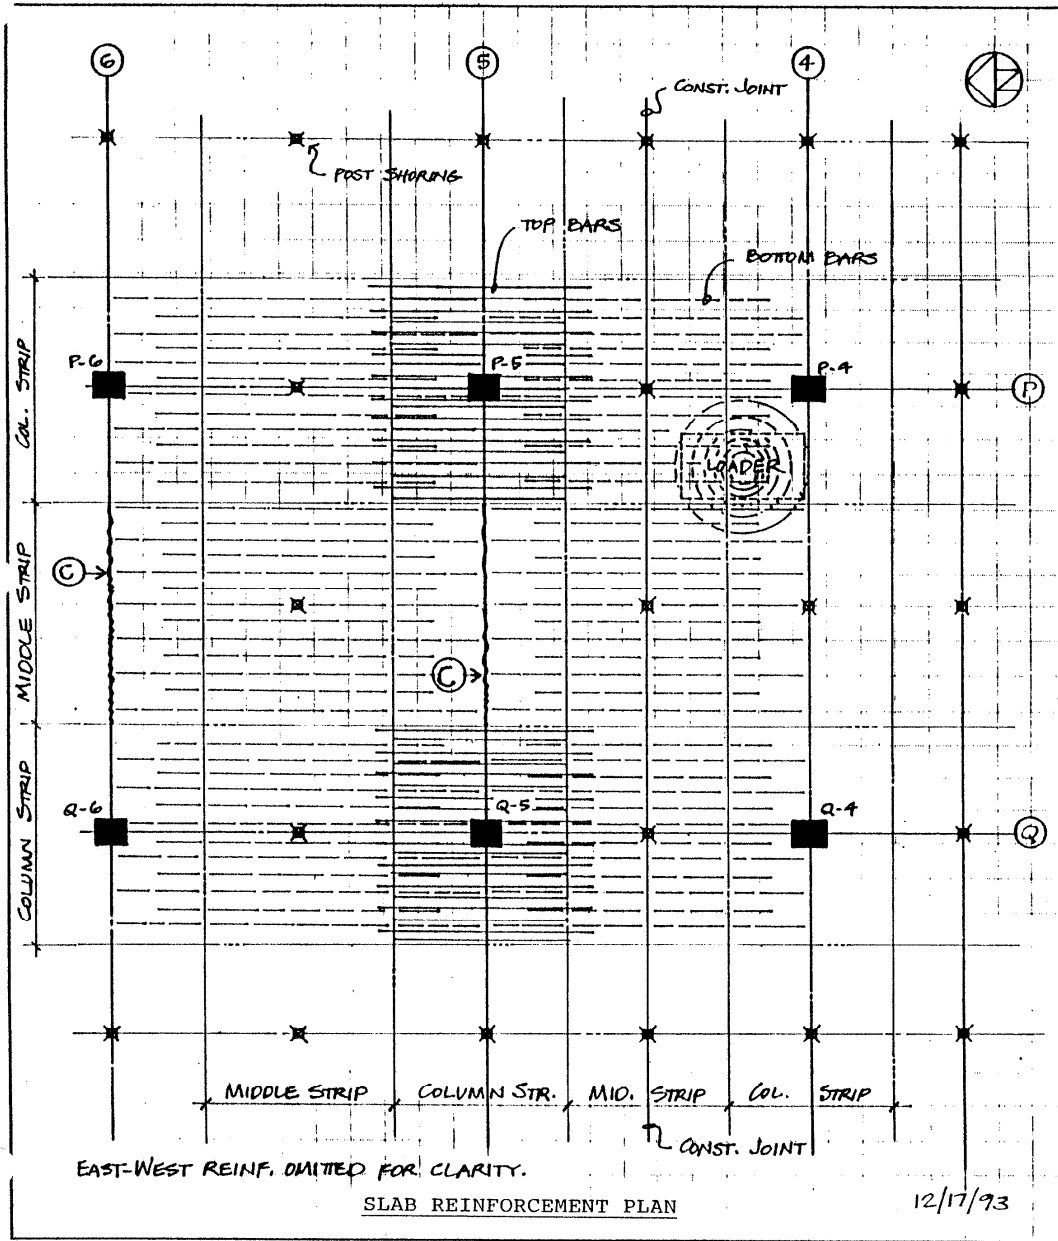 6
5
4
N
CONST. JOINT
POST SHORING
TOP BARS
BOTTOM BARS
COL. STRIP
P-6
P-5
P-4
P
LOADER
MIDDLE STRIP
C
C
COLUMN STRIP
Q-6
Q-5
Q-4
Q
MIDDLE STRIP
COLUMN STR.
MID. STRIP
COL. STRIP
CONST. JOINT
EAST-WEST REINF. OMITTED FOR CLARITY.
SLAB REINFORCEMENT PLAN
12/17/93